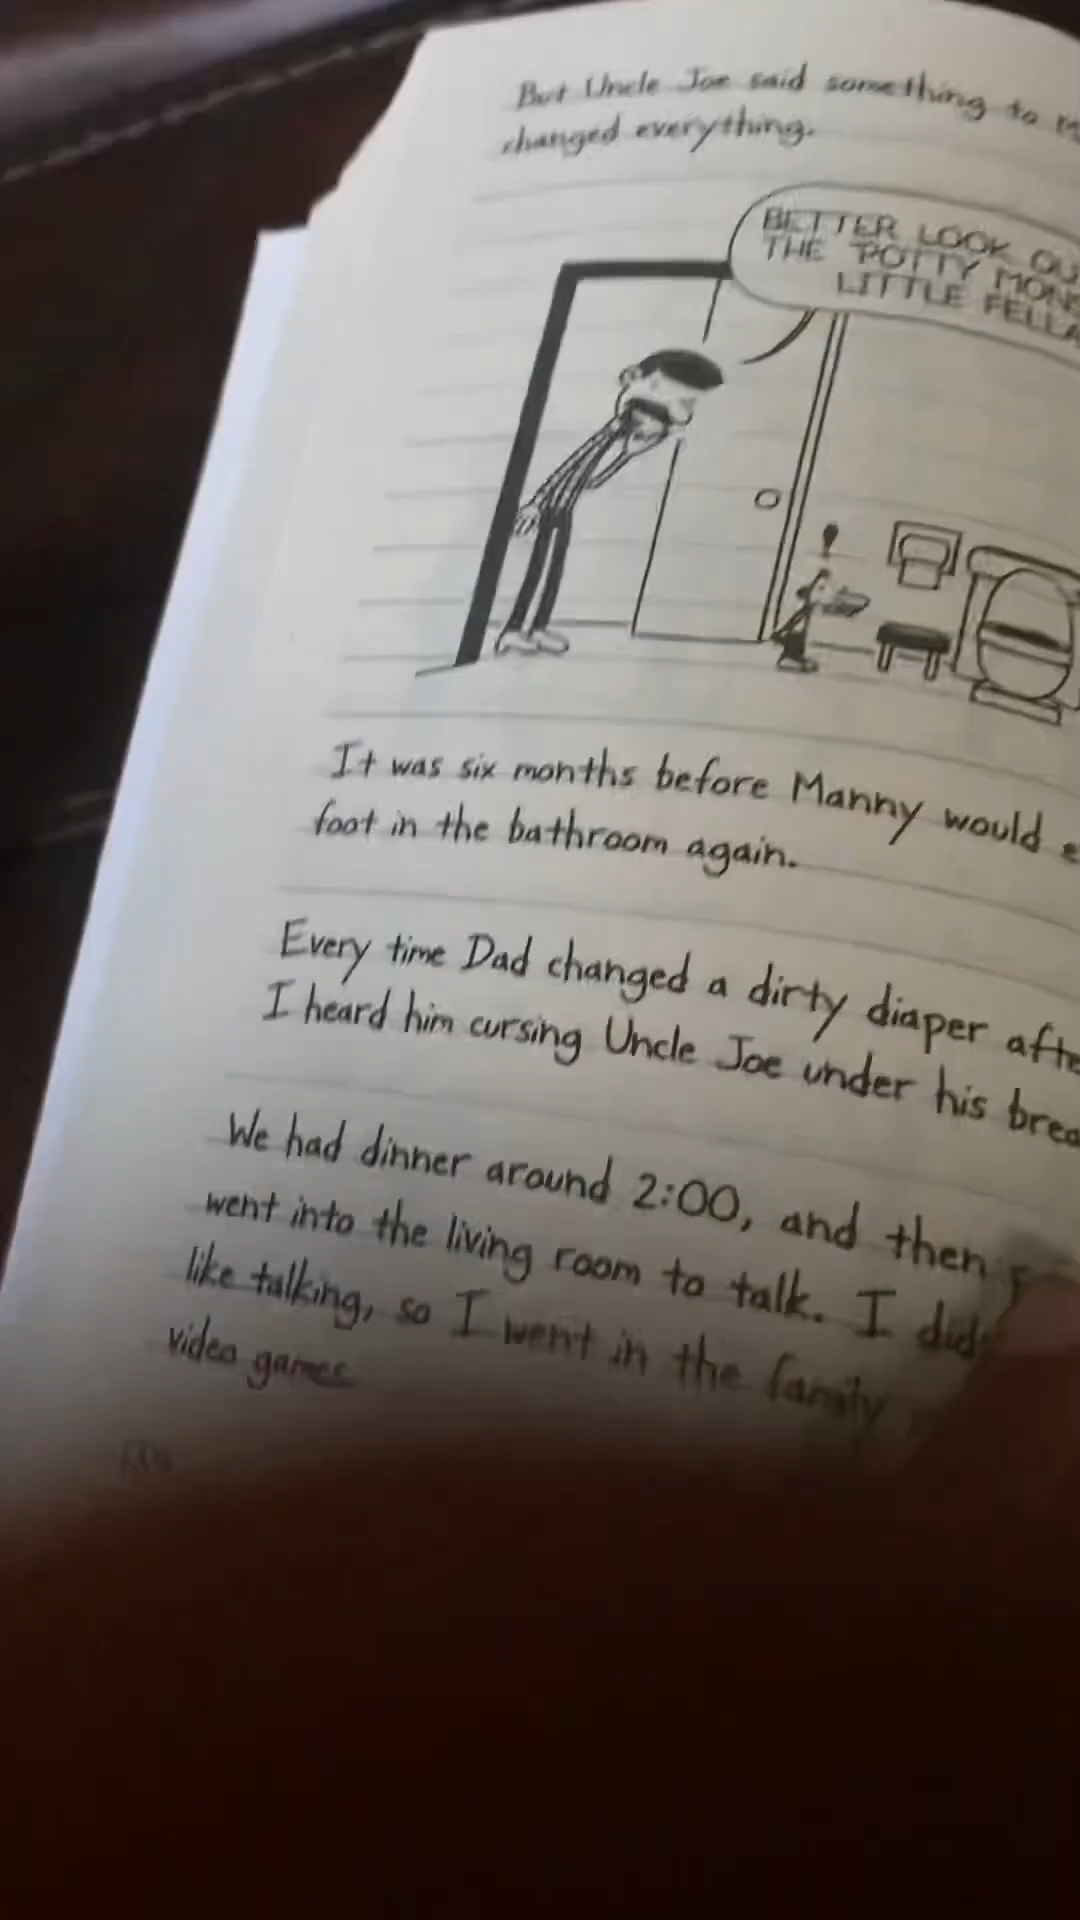 But Uncle Joe said something to
changed everything.
BETTER LOOK
THE POTTY
LITTLE
It was six months before Manny would
foot in the bathroom again.
Every time Dad changed a dirty diaper
I heard him cursing Uncle Joe under his
We had dinner around 2:00, and then
went into the living room to talk. I
like talking, so I went in the family
video games